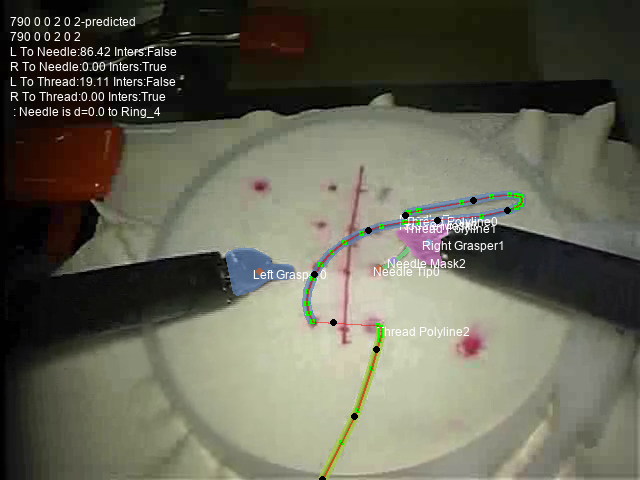 790 0 0 2 0 2-predicted
790 0 0 2 0 2
L To Needle:86.42 Inters:False
R To Needle:0.00 Inters:True
L To Thread:19.11 Inters:False
R To Thread:0.00 Inters:True
: Needle is d=0.0 to Ring_4
Thread Polyline0
Thread Polyline1
Right Grasper1
Needle Mask2
Left Grasper0
Needle Tip0
Thread Polyline2